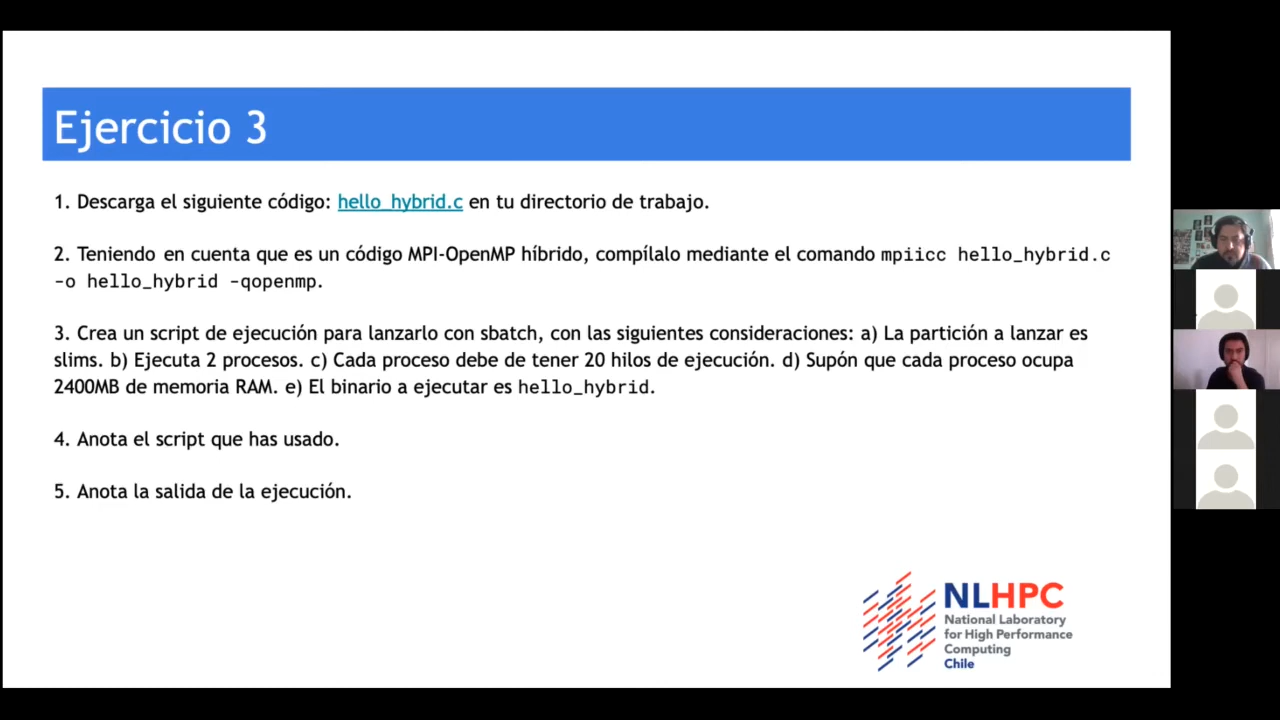 Ejercicio 3
1. Descarga el siguiente código: hello_hybrid.c en tu directorio de trabajo.
2. Teniendo en cuenta que es un código MPI-OpenMP híbrido, compílalo mediante el comando mpiicc hello_hybrid.c
-o hello_hybrid -qopenmp.
3. Crea un script de ejecución para lanzarlo con sbatch, con las siguientes consideraciones: a) La partición a lanzar es
slims. b) Ejecuta 2 procesos. c) Cada proceso debe de tener 20 hilos de ejecución. d) Supón que cada proceso ocupa
2400MB de memoria RAM. e) El binario a ejecutar es hello_hybrid.
4. Anota el script que has usado.
5. Anota la salida de la ejecución.
NLHPC
National Laboratory
for High Performance
Computing
Chile